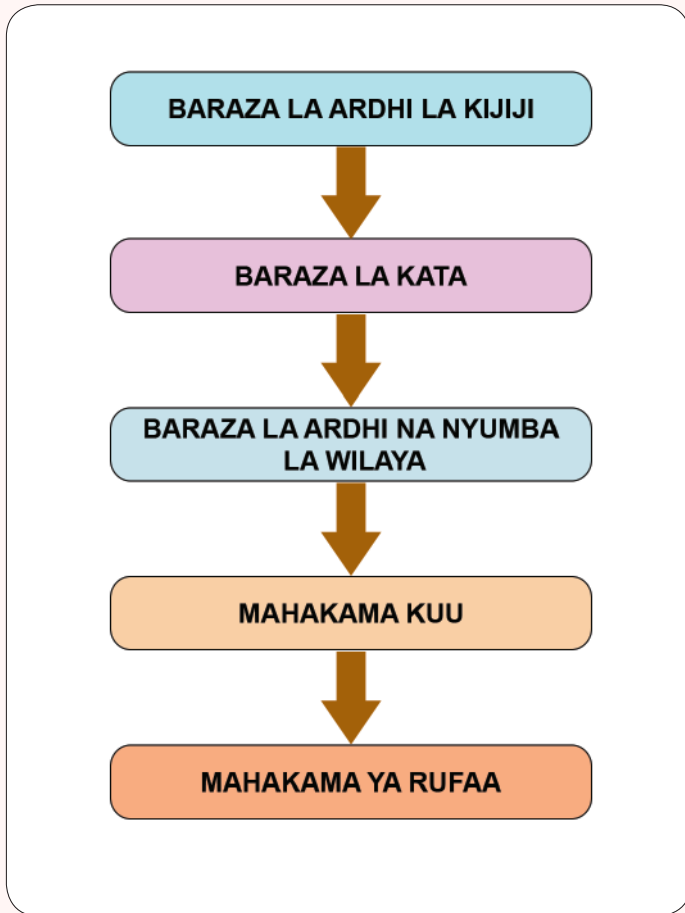 BARAZA LA ARDHI LA KIJIJI
BARAZA LA KATA
BARAZA LA ARDHI NA NYUMBA
LA WILAYA
MAHAKAMA KUU
MAHAKAMA YA RUFAA